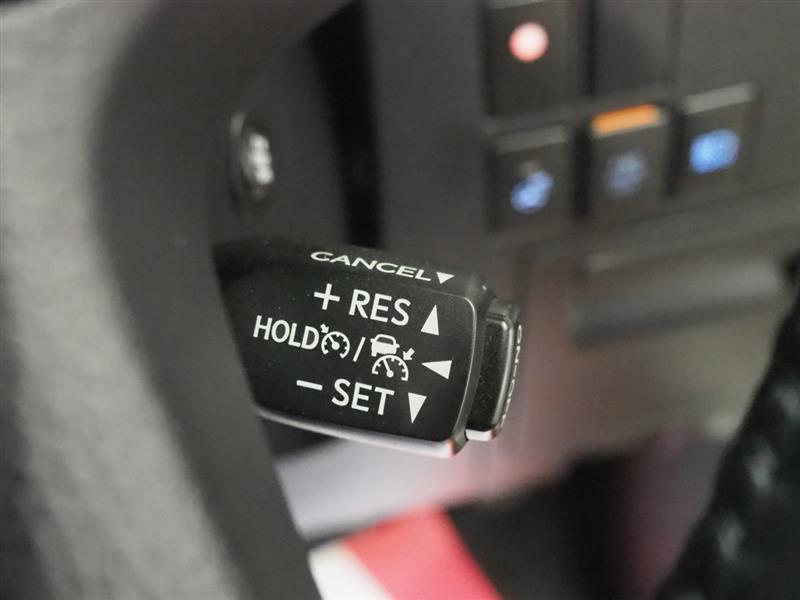 CANCEL▼
+ RES ▲
HOLD / ◀
− SET ▼